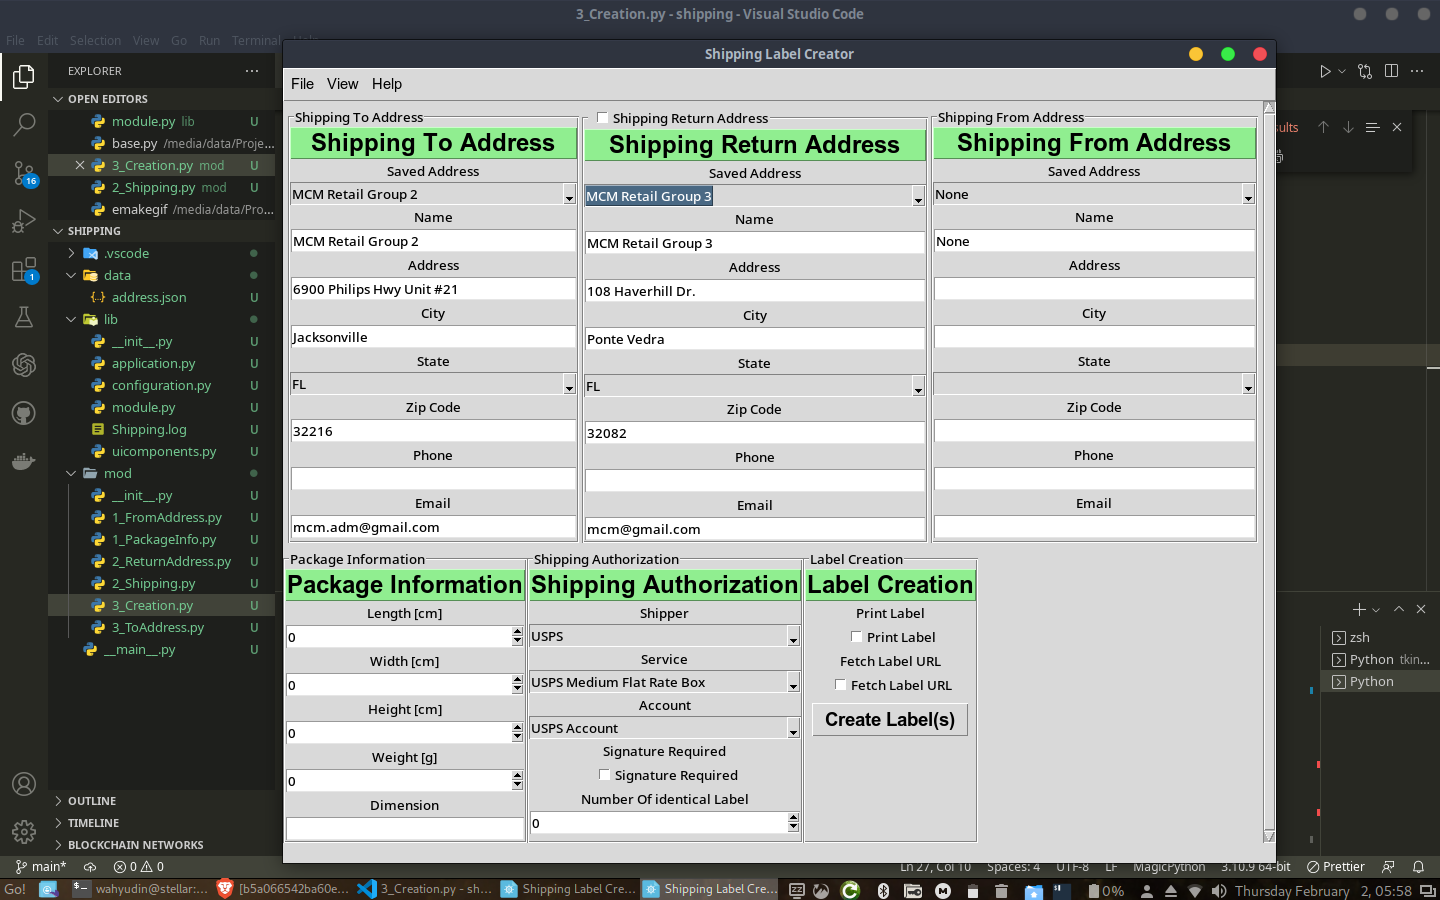 3_Creation.py - shipping - Visual Studio Code
File Edit Selection View Go Run Terminal Help
Shipping Label Creator
File View Help
EXPLORER
OPEN EDITORS
module.py lib U
base.py /media/data/Proje...
3_Creation.py mod U
2_Shipping.py mod U
emakegif /media/data/Pro...
SHIPPING
.vscode
data
address.json U
lib
__init__.py U
application.py U
configuration.py U
module.py U
Shipping.log U
uicomponents.py U
mod
__init__.py U
1_FromAddress.py U
1_PackageInfo.py U
2_ReturnAddress.py U
2_Shipping.py U
3_Creation.py U
3_ToAddress.py U
__main__.py U
OUTLINE
TIMELINE
BLOCKCHAIN NETWORKS
16
1
Shipping To Address
Shipping To Address
Saved Address
MCM Retail Group 2
Name
MCM Retail Group 2
Address
6900 Philips Hwy Unit #21
City
Jacksonville
State
FL
Zip Code
32216
Phone
Email
mcm.adm@gmail.com
Shipping Return Address
Shipping Return Address
Saved Address
MCM Retail Group 3
Name
MCM Retail Group 3
Address
108 Haverhill Dr.
City
Ponte Vedra
State
FL
Zip Code
32082
Phone
Email
mcm@gmail.com
Shipping From Address
Shipping From Address
Saved Address
None
Name
None
Address
City
State
Zip Code
Phone
Email
Package Information
Package Information
Length [cm]
0
Width [cm]
0
Height [cm]
0
Weight [g]
0
Dimension
Shipping Authorization
Shipping Authorization
Shipper
USPS
Service
USPS Medium Flat Rate Box
Account
USPS Account
Signature Required
Signature Required
Number Of identical Label
0
Label Creation
Label Creation
Print Label
Print Label
Fetch Label URL
Fetch Label URL
Create Label(s)
sults
zsh
Python tkin...
Python
main* 0 0
Ln 27, Col 10 Spaces: 4 UTF-8 LF MagicPython 3.10.9 64-bit Prettier
Go! wahyudin@stellar:... [b5a066542ba60e... 3_Creation.py - sh... Shipping Label Cre... Shipping Label Cre... 0% Thursday February 2, 05:58